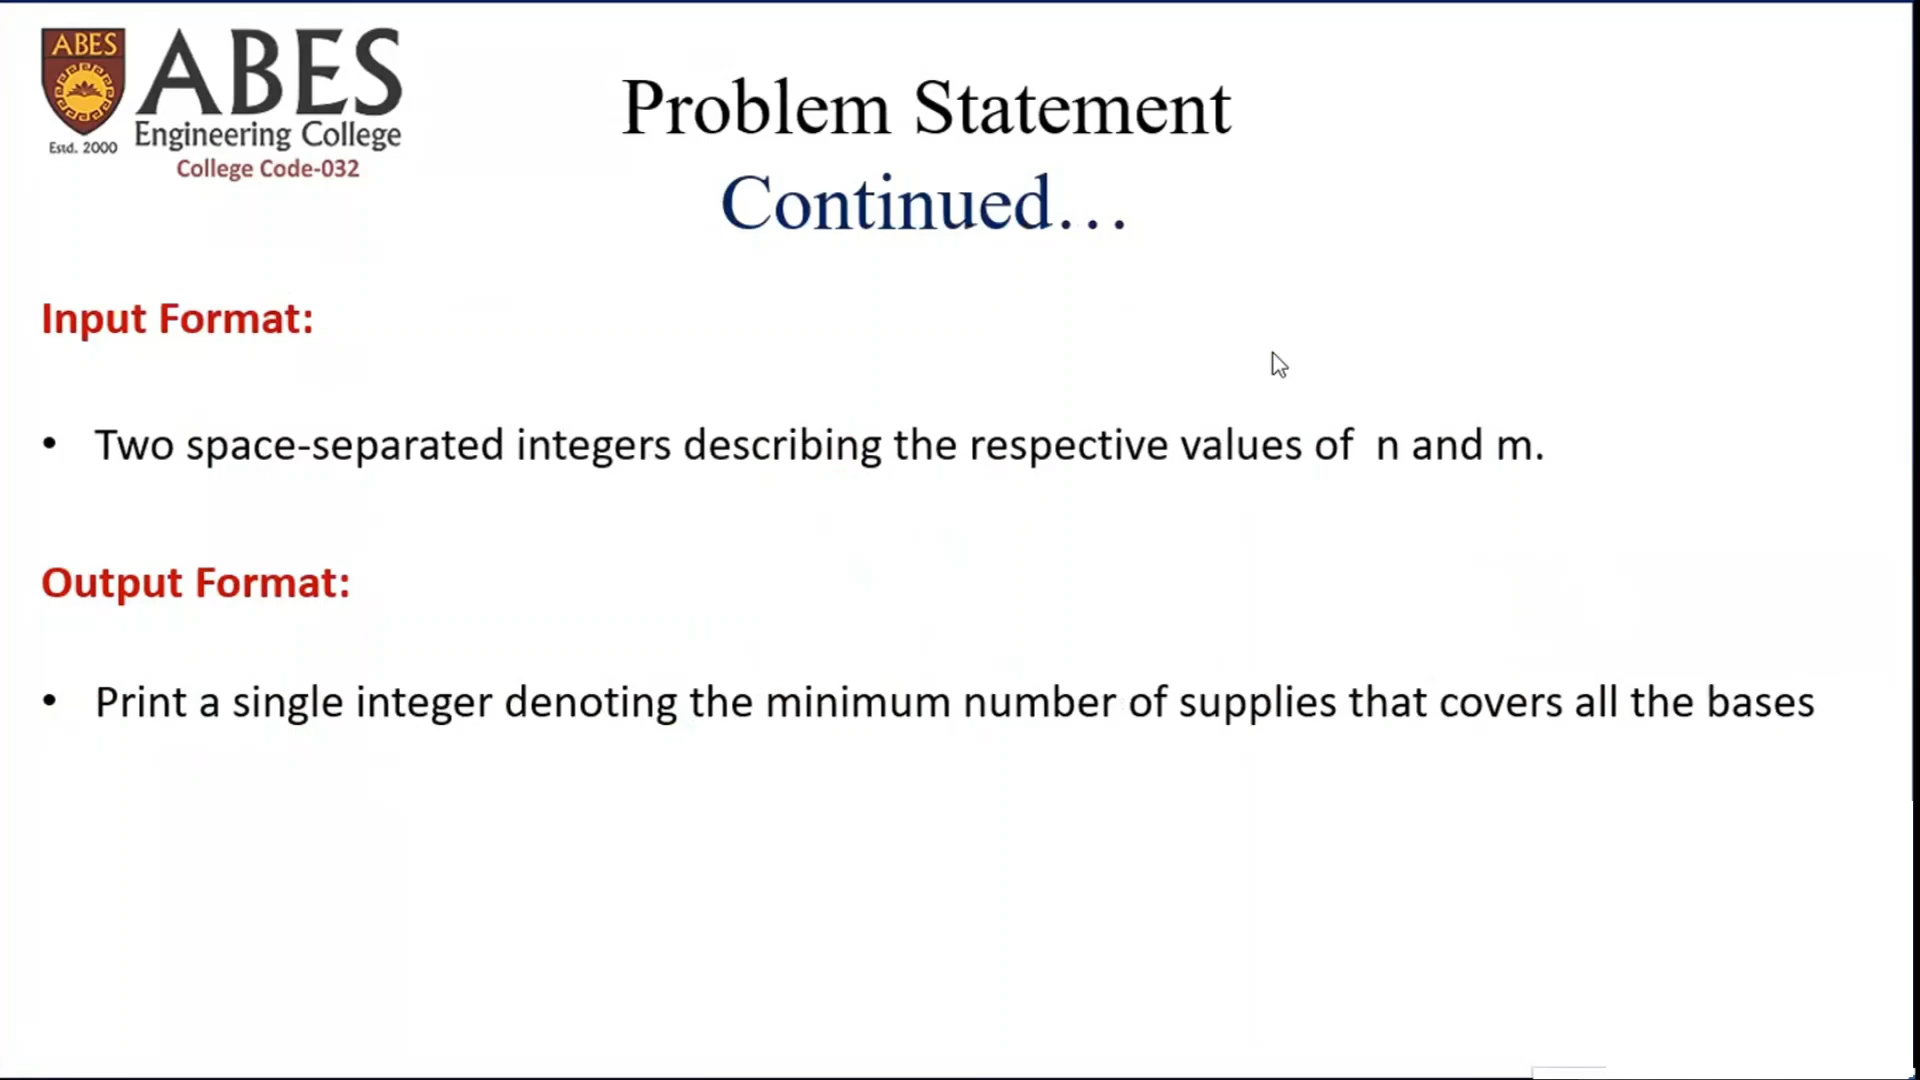 ABES
ABES
Engineering College
Estd. 2000
College Code-032
Problem Statement
Continued...
Input Format:
• Two space-separated integers describing the respective values of n and m.
Output Format:
• Print a single integer denoting the minimum number of supplies that covers all the bases